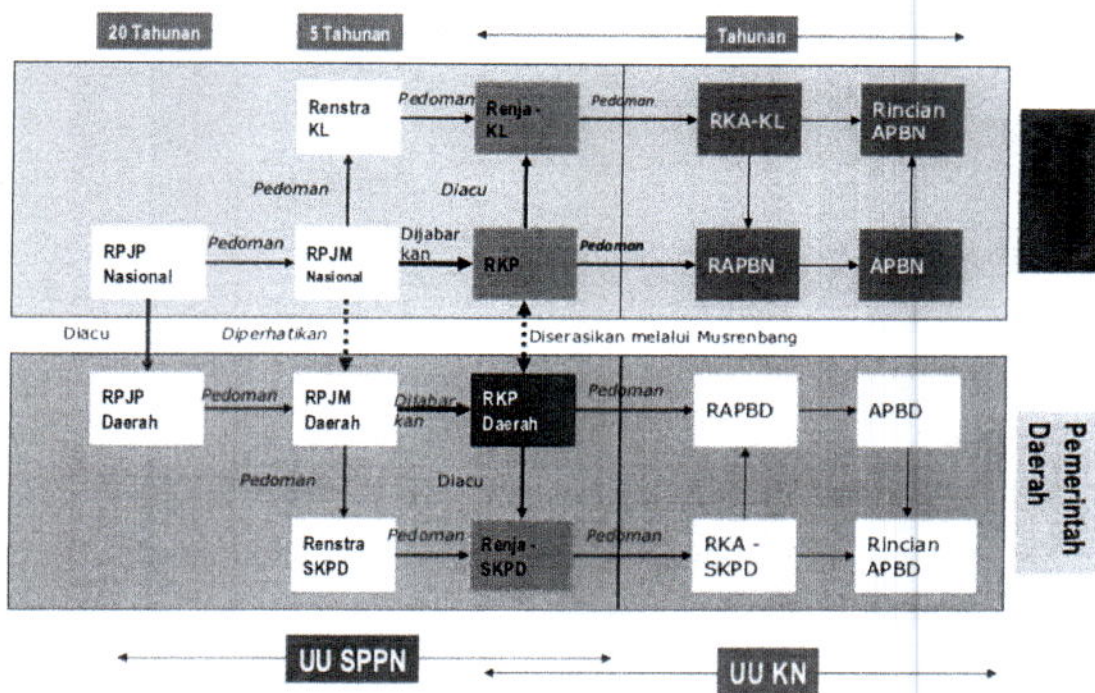 20 Tahunan
5 Tahunan
Tahunan
Renstra
KL
Pedoman
Renja -
KL
Pedoman
RKA-KL
Rincian
APBN
Pedoman
Diacu
RPJP
Nasional
Pedoman
RPJM
Nasional
Dijabar
kan
RKP
Pedoman
RAPBN
APBN
Diacu
Diperhatikan
Diserasikan melalui Musrenbang
RPJP
Daerah
Pedoman
RPJM
Daerah
Dijabar
kan
RKP
Daerah
Pedoman
RAPBD
APBD
Pemerintah
Daerah
Pedoman
Diacu
Renstra
SKPD
Pedoman
Renja -
SKPD
Pedoman
RKA -
SKPD
Rincian
APBD
UU SPPN
UU KN